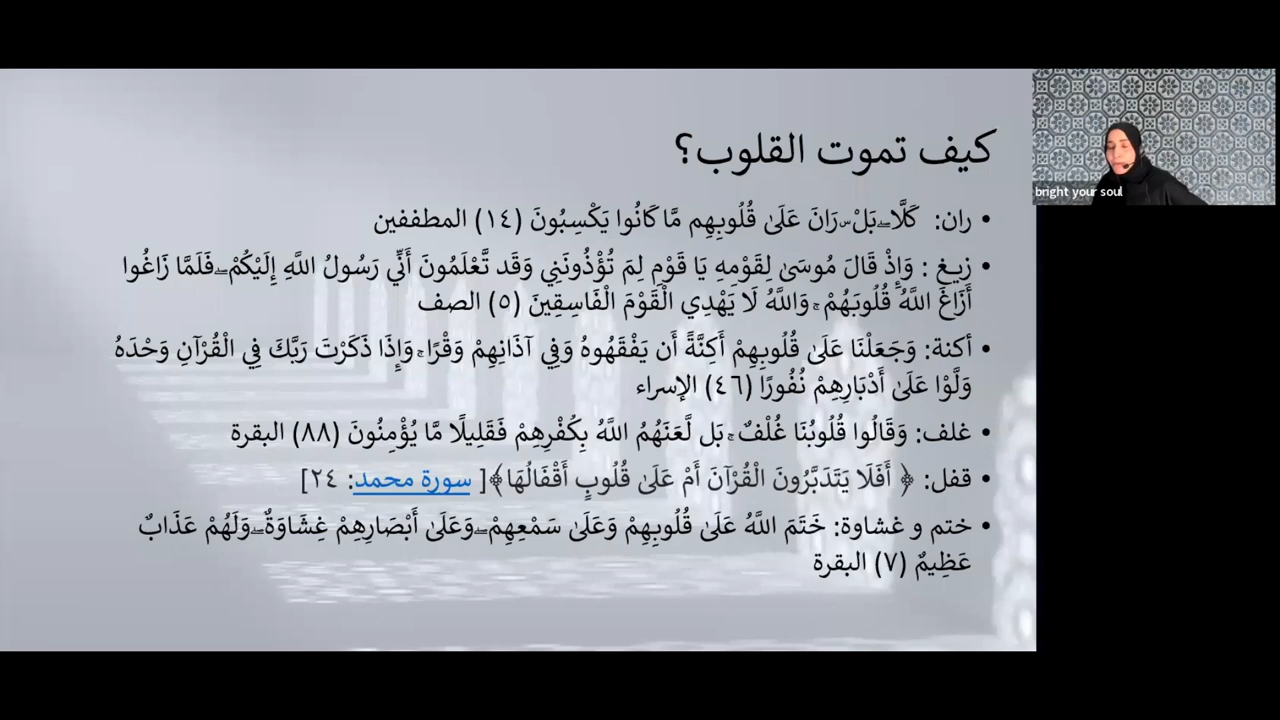 كيف تموت القلوب؟
• ران: كَلَّا ۖ بَلْ ۜ رَانَ عَلَىٰ قُلُوبِهِم مَّا كَانُوا يَكْسِبُونَ (١٤) المطففين
• زيغ : وَإِذْ قَالَ مُوسَىٰ لِقَوْمِهِ يَا قَوْمِ لِمَ تُؤْذُونَنِي وَقَد تَّعْلَمُونَ أَنِّي رَسُولُ اللَّهِ إِلَيْكُمْ ۖ فَلَمَّا زَاغُوا
أَزَاغَ اللَّهُ قُلُوبَهُمْ ۚ وَاللَّهُ لَا يَهْدِي الْقَوْمَ الْفَاسِقِينَ (٥) الصف
• أكنة: وَجَعَلْنَا عَلَىٰ قُلُوبِهِمْ أَكِنَّةً أَن يَفْقَهُوهُ وَفِي آذَانِهِمْ وَقْرًا ۚ وَإِذَا ذَكَرْتَ رَبَّكَ فِي الْقُرْآنِ وَحْدَهُ
وَلَّوْا عَلَىٰ أَدْبَارِهِمْ نُفُورًا (٤٦) الإسراء
• غلف: وَقَالُوا قُلُوبُنَا غُلْفٌ ۚ بَل لَّعَنَهُمُ اللَّهُ بِكُفْرِهِمْ فَقَلِيلًا مَّا يُؤْمِنُونَ (٨٨) البقرة
• قفل: ﴿ أَفَلَا يَتَدَبَّرُونَ الْقُرْآنَ أَمْ عَلَىٰ قُلُوبٍ أَقْفَالُهَا﴾[ سورة محمد: ٢٤]
• ختم و غشاوة: خَتَمَ اللَّهُ عَلَىٰ قُلُوبِهِمْ وَعَلَىٰ سَمْعِهِمْ ۖ وَعَلَىٰ أَبْصَارِهِمْ غِشَاوَةٌ ۖ وَلَهُمْ عَذَابٌ
عَظِيمٌ (٧) البقرة
bright your soul